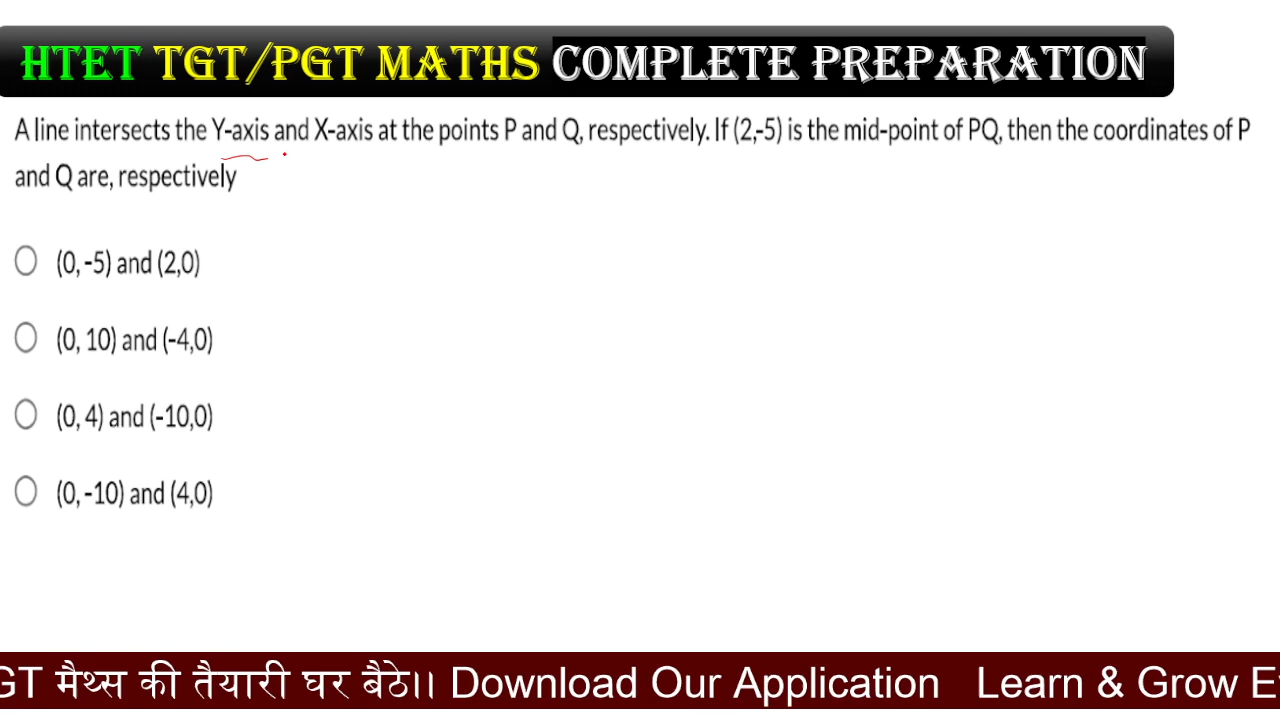 HTET TGT/PGT MATHS COMPLETE PREPARATION
A line intersects the Y-axis and X-axis at the points P and Q, respectively. If (2,-5) is the mid-point of PQ, then the coordinates of P
and Q are, respectively
(0, -5) and (2,0)
(0, 10) and (-4,0)
(0, 4) and (-10,0)
(0, -10) and (4,0)
GT मैथ्स की तैयारी घर बैठे।। Download Our Application Learn & Grow